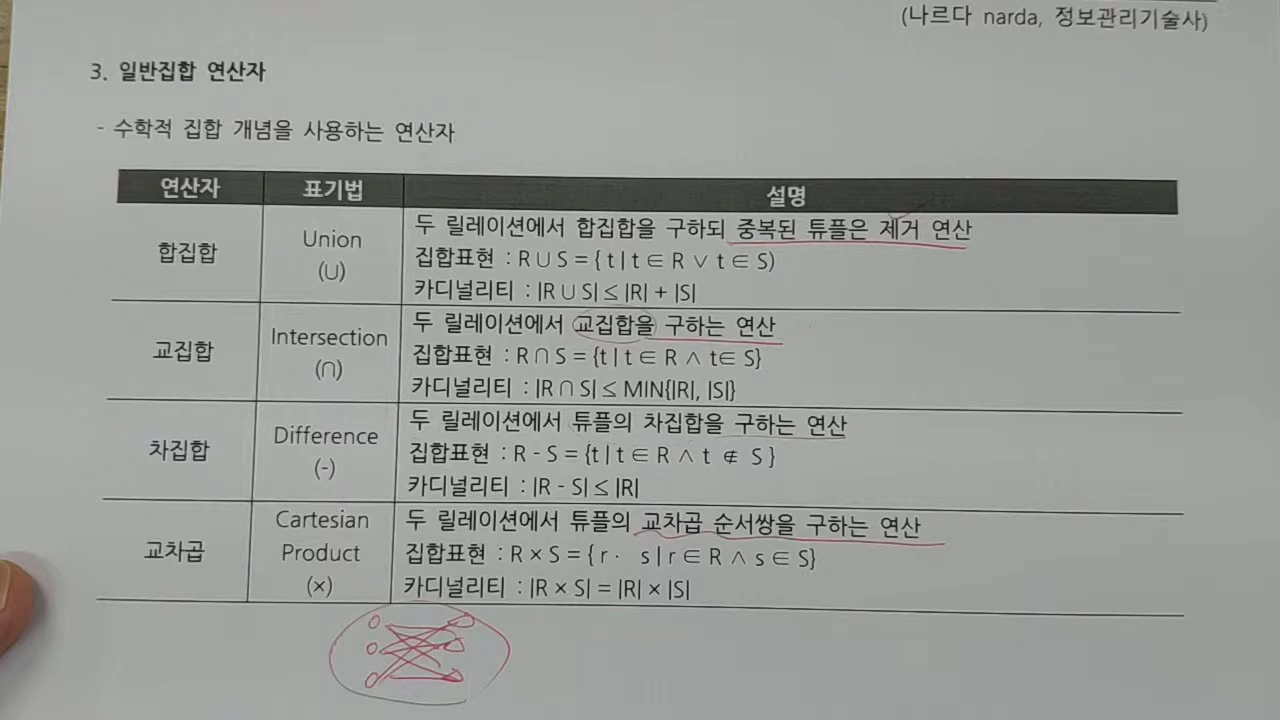 (나르다 narda, 정보관리기술사)
3. 일반집합 연산자
- 수학적 집합 개념을 사용하는 연산자
연산자 표기법 설명
합집합 Union (∪)
두 릴레이션에서 합집합을 구하되 중복된 튜플은 제거 연산
집합표현 : R ∪ S = { t | t ∈ R ∨ t ∈ S)
카디널리티 : |R ∪ S| ≤ |R| + |S|
교집합 Intersection (∩)
두 릴레이션에서 교집합을 구하는 연산
집합표현 : R ∩ S = {t | t ∈ R ∧ t∈ S}
카디널리티 : |R ∩ S| ≤ MIN{|R|, |S|}
차집합 Difference (-)
두 릴레이션에서 튜플의 차집합을 구하는 연산
집합표현 : R - S = {t | t ∈ R ∧ t ∉ S }
카디널리티 : |R - S| ≤ |R|
교차곱 Cartesian Product (×)
두 릴레이션에서 튜플의 교차곱 순서쌍을 구하는 연산
집합표현 : R × S = { r · s | r ∈ R ∧ s ∈ S}
카디널리티 : |R × S| = |R| × |S|